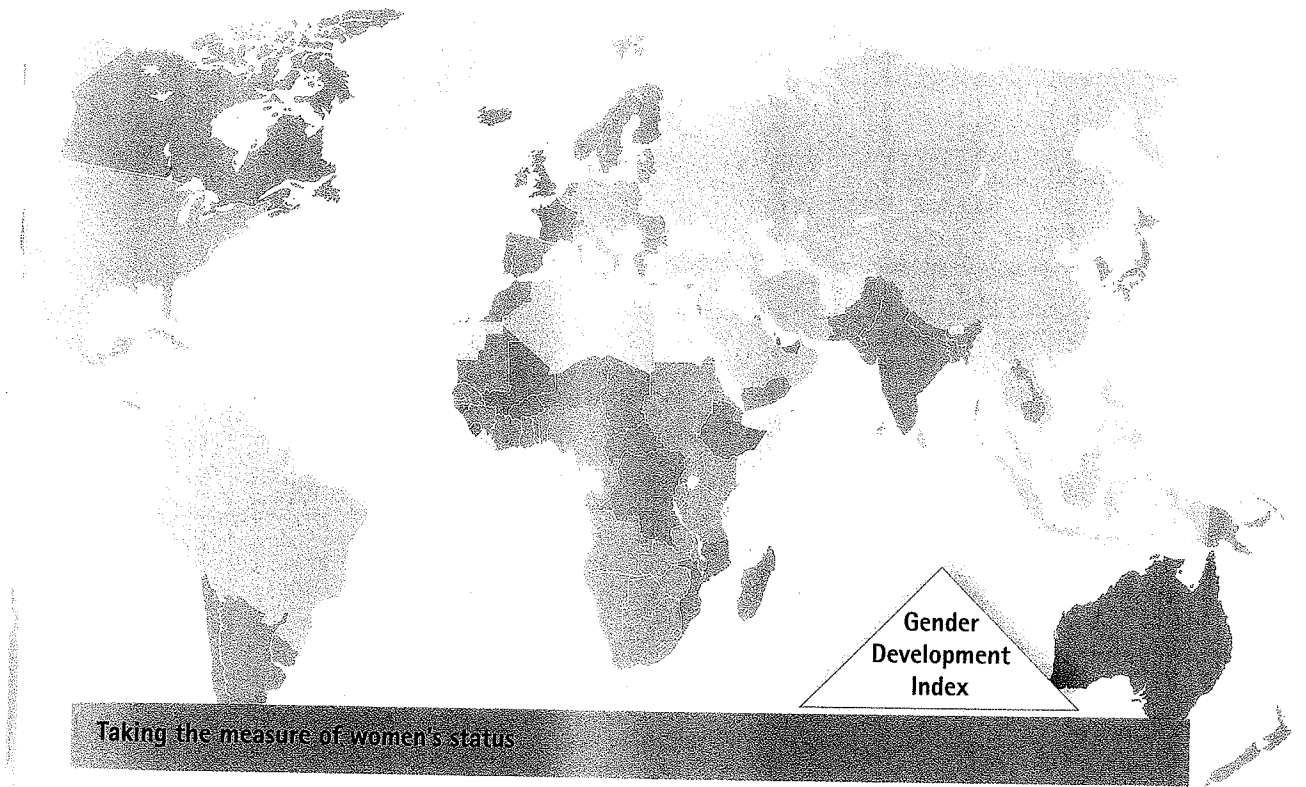 Gender
Development
Index
Taking the measure of women's status